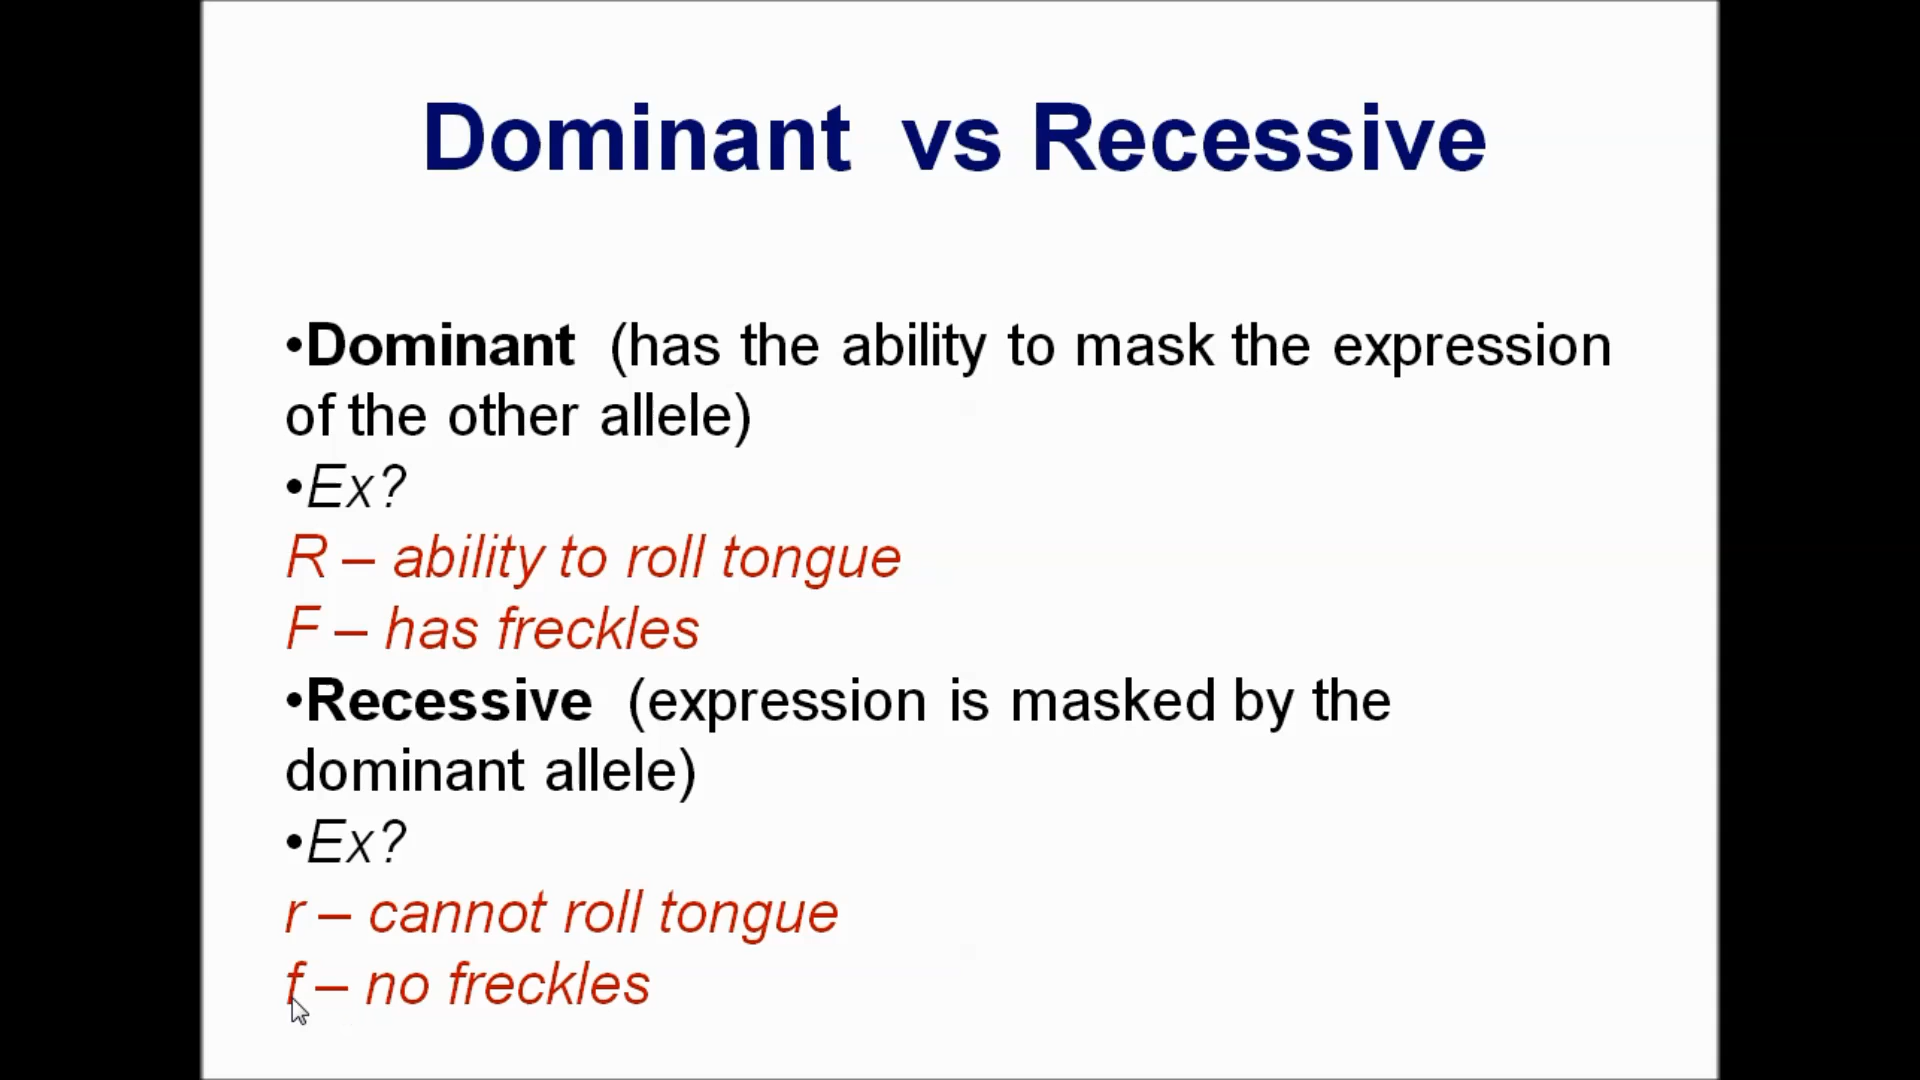 Dominant vs Recessive
•Dominant (has the ability to mask the expression
of the other allele)
•Ex?
R – ability to roll tongue
F – has freckles
•Recessive (expression is masked by the
dominant allele)
•Ex?
r – cannot roll tongue
f – no freckles